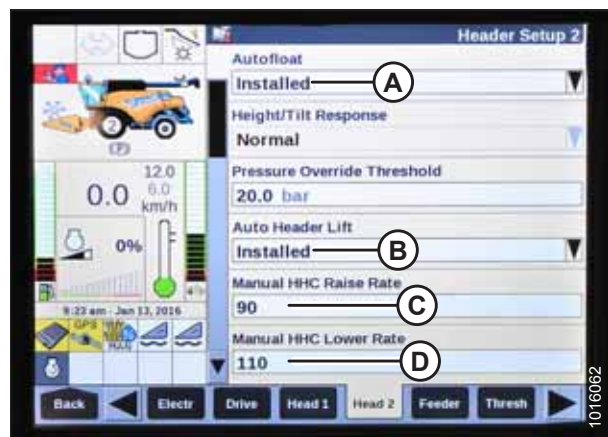 Header Setup 2
Autofloat
Installed
A
Height/Tilt Response
Normal
Pressure Override Threshold
20.0 bar
Auto Header Lift
Installed
B
Manual HHC Raise Rate
90
C
Manual HHC Lower Rate
110
D
2
(P)
12.0
0.0 6.0
km/h
0%
9:23 am - Jan 13, 2016
GPS
Back Electr Drive Head 1 Head 2 Feeder Thresh
1016062